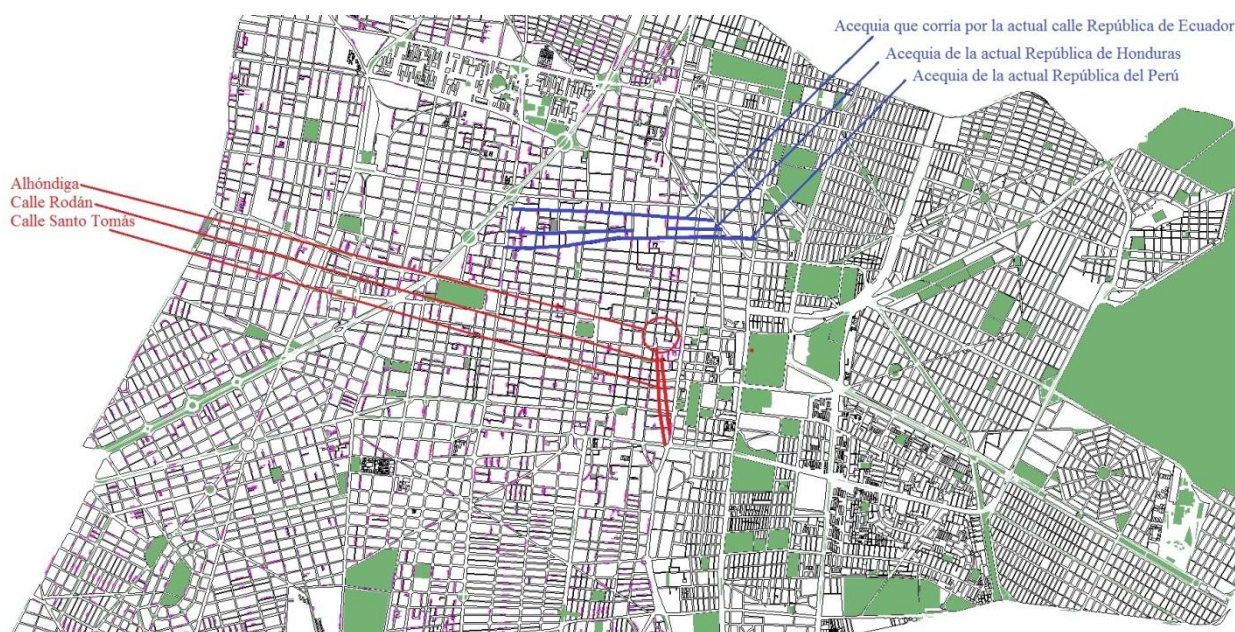 Acequia que corría por la actual calle República de Ecuador
Acequia de la actual República de Honduras
Acequia de la actual República del Perú
Alhóndiga
Calle Rodán
Calle Santo Tomás